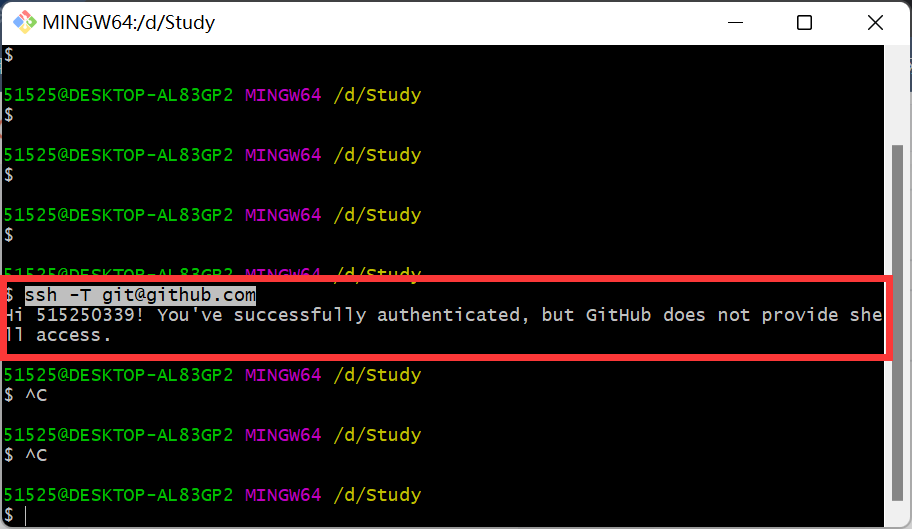 MINGW64:/d/Study
$
51525@DESKTOP-AL83GP2 MINGW64 /d/Study
$
51525@DESKTOP-AL83GP2 MINGW64 /d/Study
$
51525@DESKTOP-AL83GP2 MINGW64 /d/Study
$
51525@DESKTOP-AL83GP2 MINGW64 /d/Study
$ ssh -T git@github.com
Hi 515250339! You've successfully authenticated, but GitHub does not provide she
ll access.
51525@DESKTOP-AL83GP2 MINGW64 /d/Study
$ ^C
51525@DESKTOP-AL83GP2 MINGW64 /d/Study
$ ^C
51525@DESKTOP-AL83GP2 MINGW64 /d/Study
$